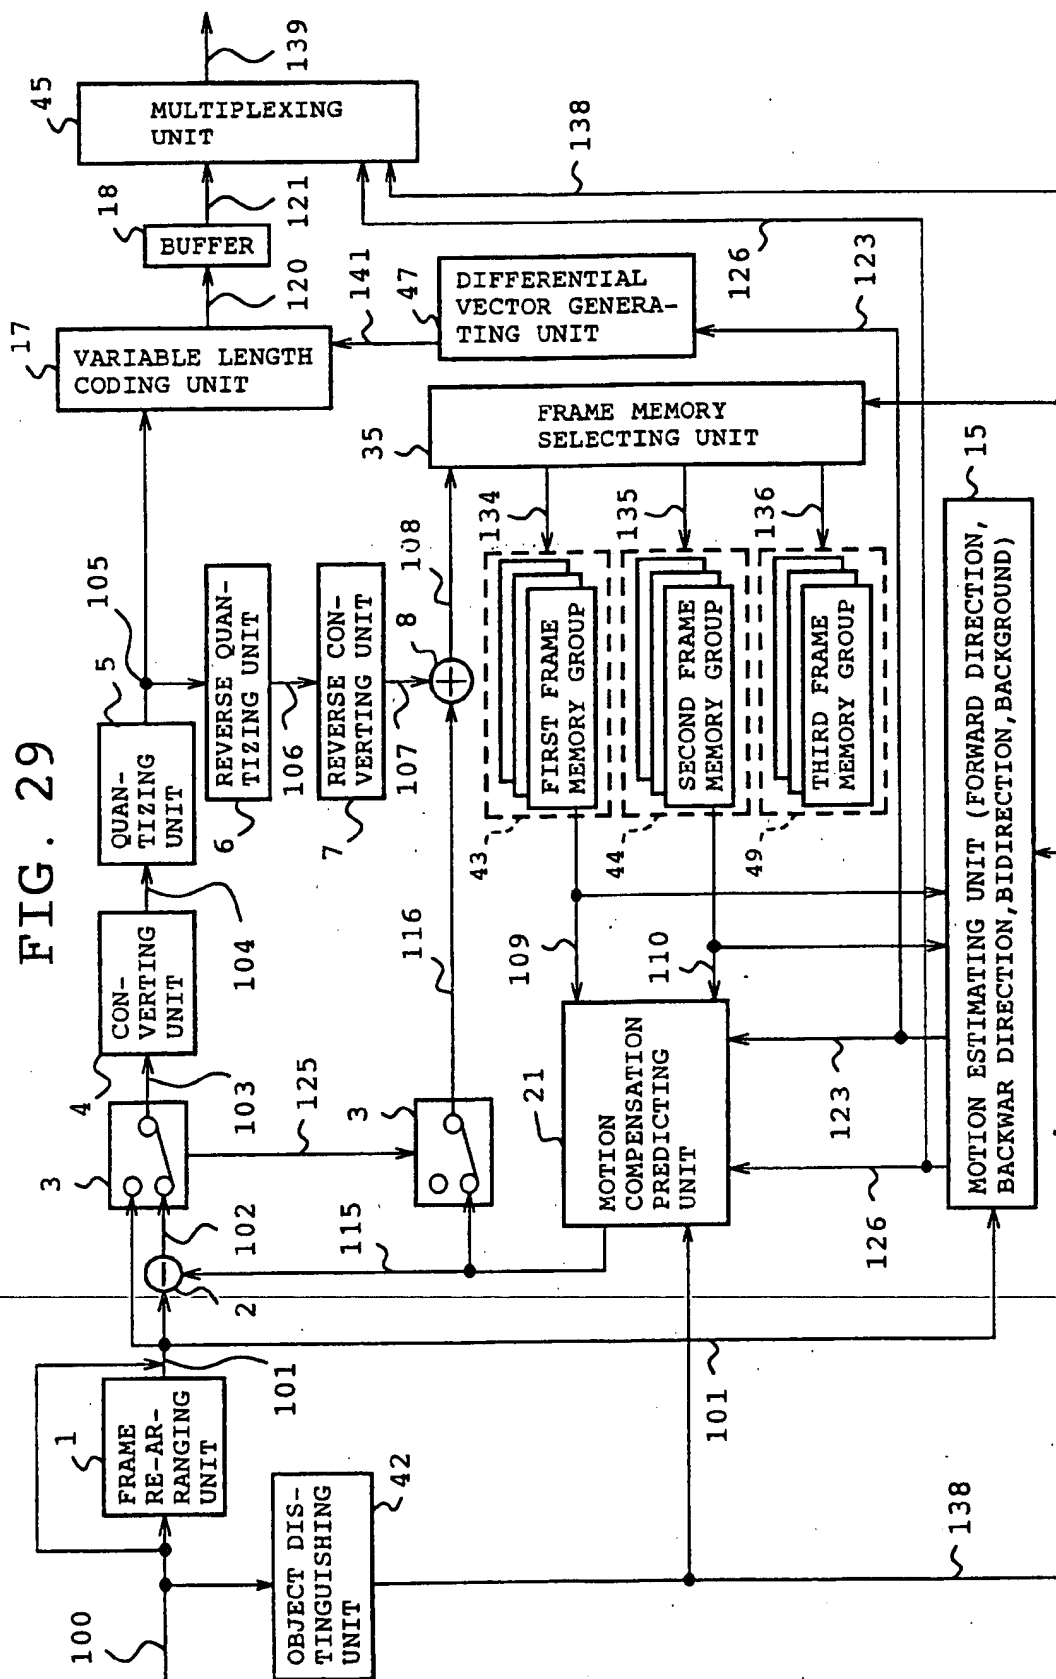 FIG. 29
100
1
FRAME
RE-AR-
RANGING
UNIT
101
2
102
3
103
4
CON-
VERTING
UNIT
104
5
QUAN-
TIZING
UNIT
105
17
VARIABLE LENGTH
CODING UNIT
120
18
BUFFER
121
45
MULTIPLEXING
UNIT
139
125
6
REVERSE QUAN-
TIZING UNIT
106
7
REVERSE CON-
VERTING UNIT
107
8
108
3
116
115
141
47
DIFFERENTIAL
VECTOR GENERA-
TING UNIT
126
138
123
35
FRAME MEMORY
SELECTING UNIT
134
135
136
FIRST FRAME
MEMORY GROUP
SECOND FRAME
MEMORY GROUP
THIRD FRAME
MEMORY GROUP
43
44
49
109
110
42
OBJECT DIS-
TINGUISHING
UNIT
21
MOTION
COMPENSATION
PREDICTING
UNIT
101
126
123
15
MOTION ESTIMATING UNIT (FORWARD DIRECTION,
BACKWAR DIRECTION,BIDIRECTION,BACKGROUND)
138